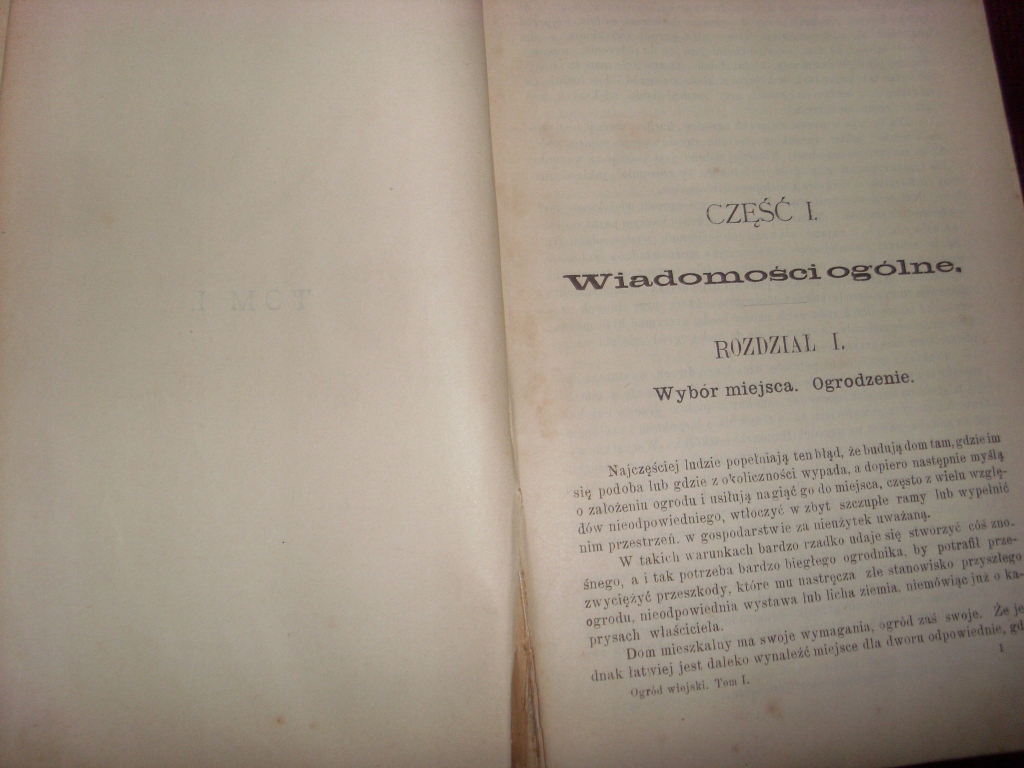 TOM I.
CZĘŚĆ I.
Wiadomości ogólne.
ROZDZIAŁ I.
Wybór miejsca. Ogrodzenie.
Najczęściej ludzie popełniają ten błąd, że budują dom tam, gdzie im
się podoba lub gdzie z okoliczności wypada, a dopiero następnie myślą
o założeniu ogrodu i usiłują nagiąć go do miejsca, często z wielu wzglę-
dów nieodpowiedniego, wtłoczyć w zbyt szczupłe ramy lub wypełnić
nim przestrzeń, w gospodarstwie za nieużytek uważaną.
W takich warunkach bardzo rzadko udaje się stworzyć cóś zno-
śnego, a i tak potrzeba bardzo biegłego ogrodnika, by potrafił prze-
zwyciężyć przeszkody, które mu nastręcza złe stanowisko przyszłego
ogrodu, nieodpowiednia wystawa lub licha ziemia, niemówiąc już o ka-
prysach właściciela.
Dom mieszkalny ma swoje wymagania, ogród zaś swoje. Że je-
dnak łatwiej jest daleko wynaleźć miejsce dla dworu odpowiednie, gd
Ogród wiejski. Tom I.
1